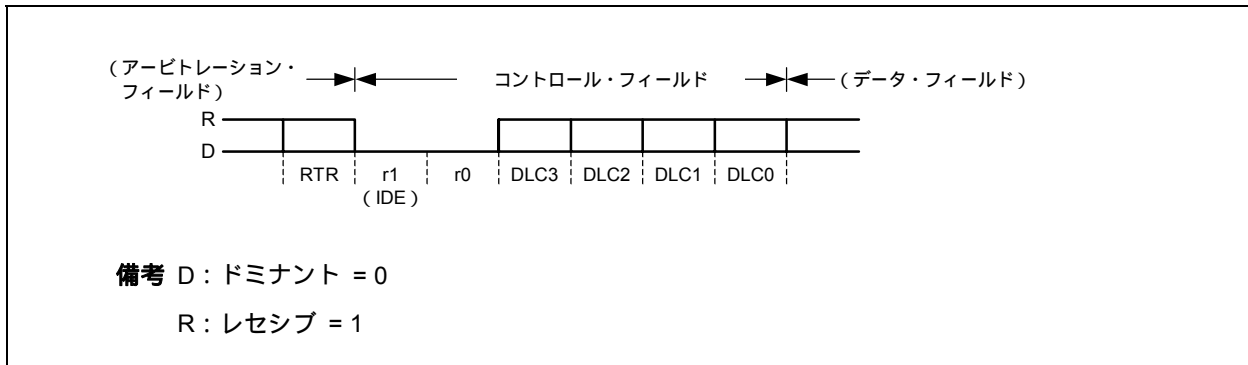 (アービトレーション・
フィールド)
コントロール・フィールド
(データ・フィールド)
R
D
RTR r1 r0 DLC3 DLC2 DLC1 DLC0
(IDE)
備考 D:ドミナント = 0
R:レセシブ = 1